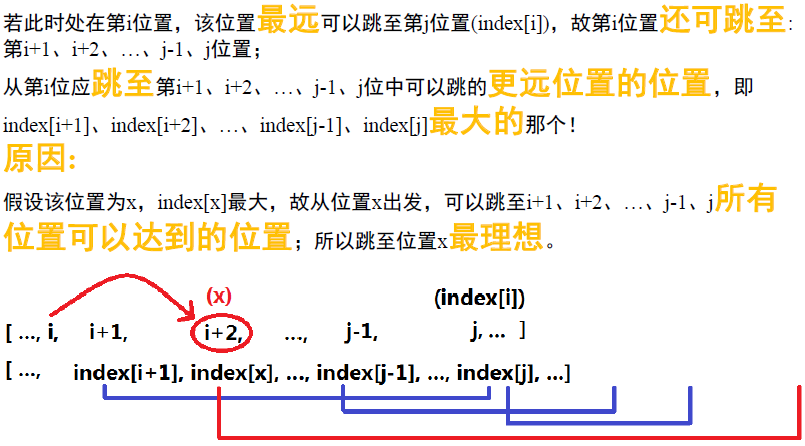 若此时处在第i位置，该位置最远可以跳至第j位置(index[i])，故第i位置还可跳至:
第i+1、i+2、…、j-1、j位置；
从第i位应跳至第i+1、i+2、…、j-1、j位中可以跳的更远位置的位置，即
index[i+1]、index[i+2]、…、index[j-1]、index[j]最大的那个！
原因：
假设该位置为x，index[x]最大，故从位置x出发，可以跳至i+1、i+2、…、j-1、j所有
位置可以达到的位置；所以跳至位置x最理想。
(x) (index[i])
[ ..., i, i+1, i+2, ..., j-1, j, ... ]
[ ..., index[i+1], index[x], ..., index[j-1], ..., index[j], ...]